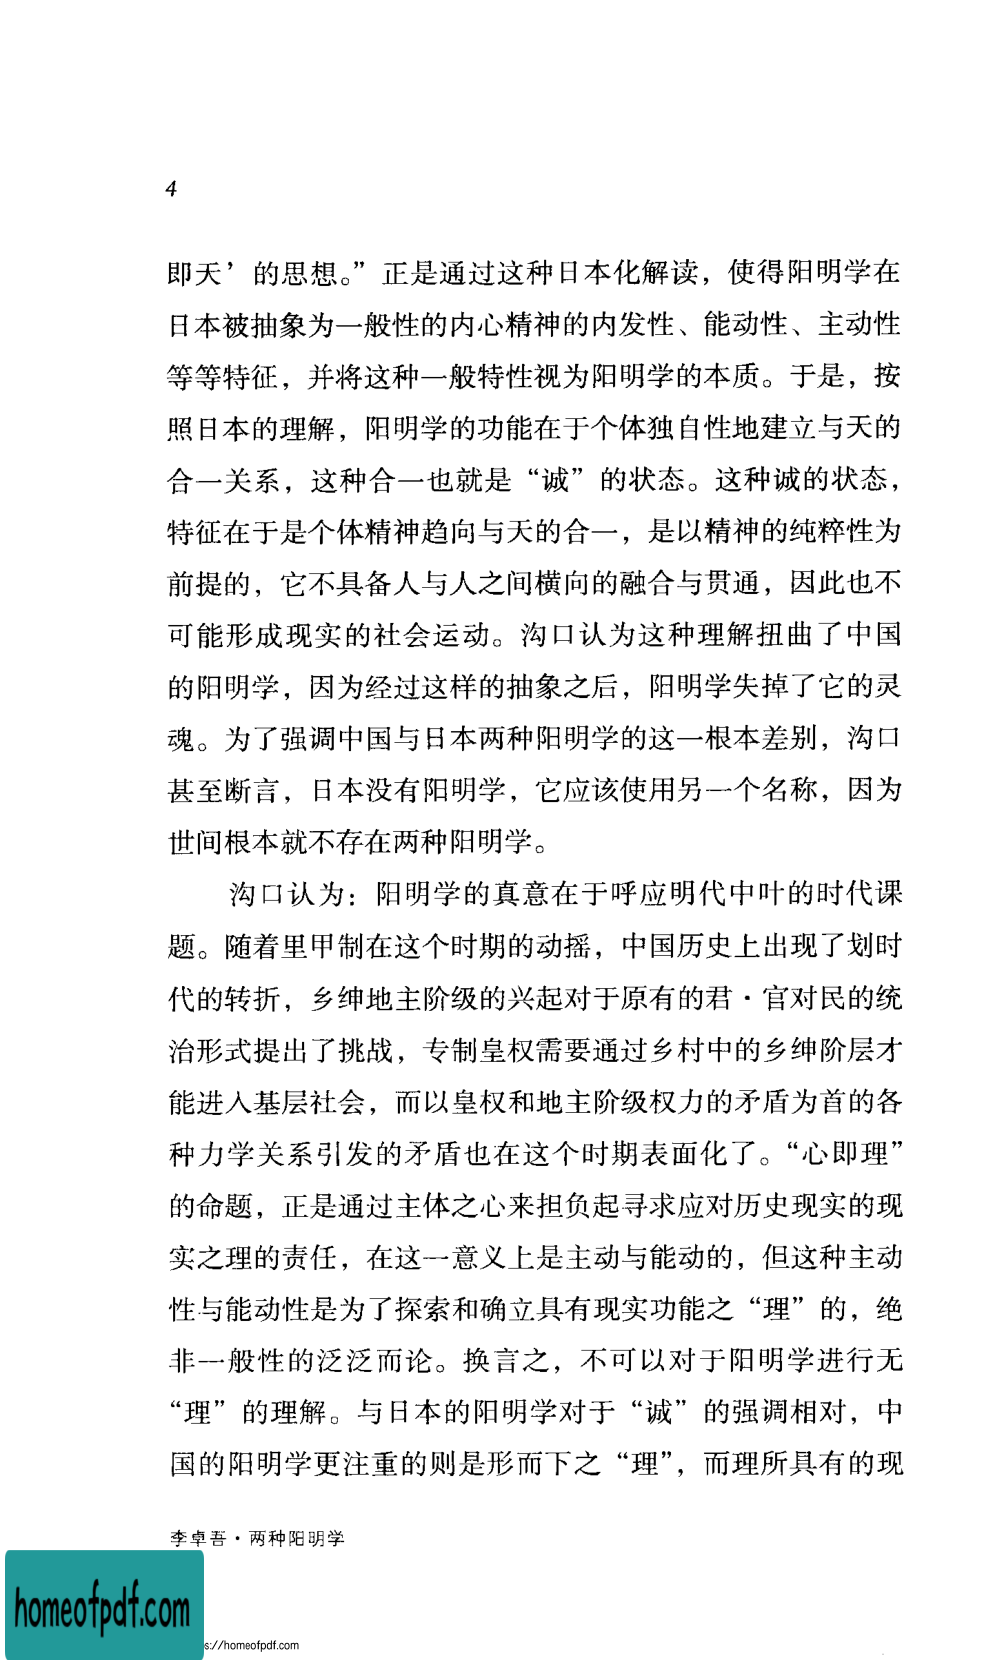 4
即天’的思想。”正是通过这种日本化解读，使得阳明学在
日本被抽象为一般性的内心精神的内发性、能动性、主动性
等等特征，并将这种一般特性视为阳明学的本质。于是，按
照日本的理解，阳明学的功能在于个体独自性地建立与天的
合一关系，这种合一也就是“诚”的状态。这种诚的状态，
特征在于是个体精神趋向与天的合一，是以精神的纯粹性为
前提的，它不具备人与人之间横向的融合与贯通，因此也不
可能形成现实的社会运动。沟口认为这种理解扭曲了中国
的阳明学，因为经过这样的抽象之后，阳明学失掉了它的灵
魂。为了强调中国与日本两种阳明学的这一根本差别，沟口
甚至断言，日本没有阳明学，它应该使用另一个名称，因为
世间根本就不存在两种阳明学。
沟口认为：阳明学的真意在于呼应明代中叶的时代课
题。随着里甲制在这个时期的动摇，中国历史上出现了划时
代的转折，乡绅地主阶级的兴起对于原有的君·官对民的统
治形式提出了挑战，专制皇权需要通过乡村中的乡绅阶层才
能进入基层社会，而以皇权和地主阶级权力的矛盾为首的各
种力学关系引发的矛盾也在这个时期表面化了。“心即理”
的命题，正是通过主体之心来担负起寻求应对历史现实的现
实之理的责任，在这一意义上是主动与能动的，但这种主动
性与能动性是为了探索和确立具有现实功能之“理”的，绝
非一般性的泛泛而论。换言之，不可以对于阳明学进行无
“理”的理解。与日本的阳明学对于“诚”的强调相对，中
国的阳明学更注重的则是形而下之“理”，而理所具有的现
李卓吾·两种阳明学
homeofpdf.com
s://homeofpdf.com